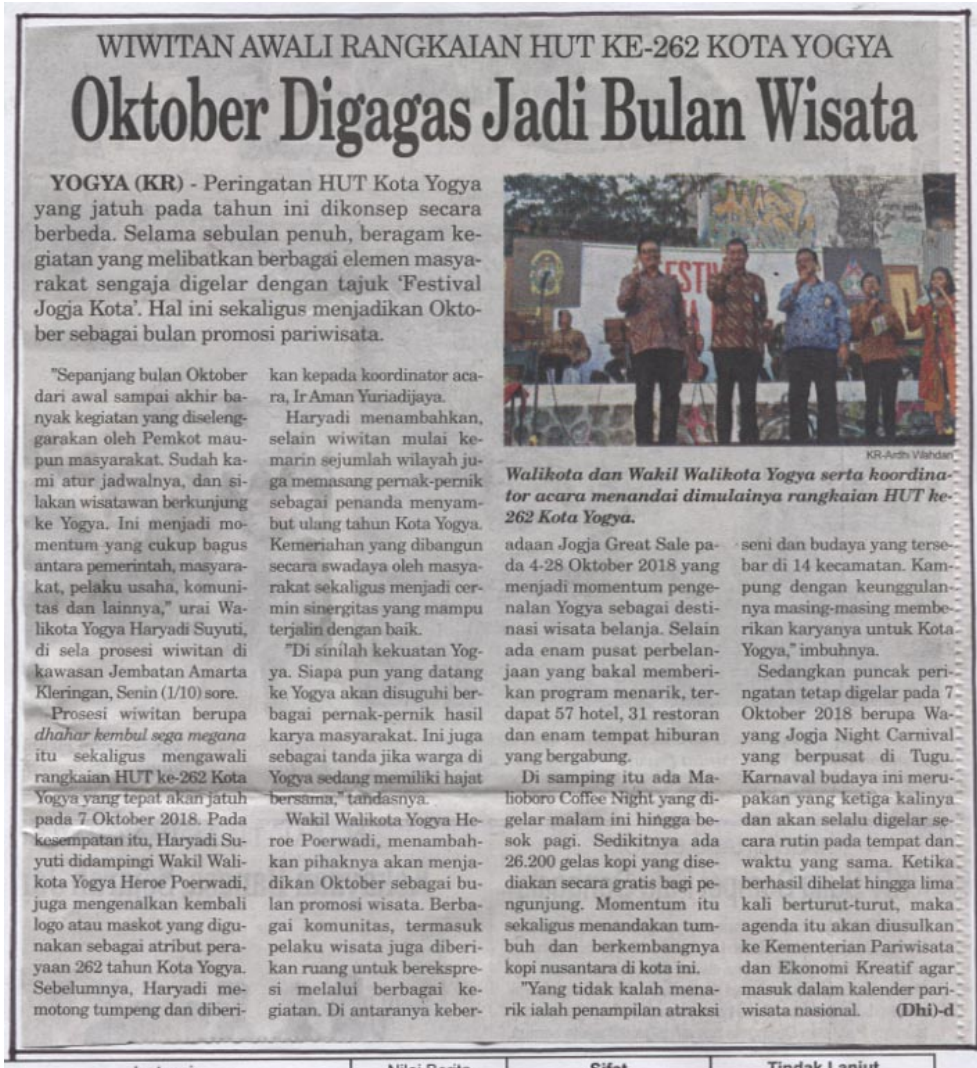 WIWITAN AWALI RANGKAIAN HUT KE-262 KOTA YOGYA
Oktober Digagas Jadi Bulan Wisata
YOGYA (KR) - Peringatan HUT Kota Yogya
yang jatuh pada tahun ini dikonsep secara
berbeda. Selama sebulan penuh, beragam ke-
giatan yang melibatkan berbagai elemen masya-
rakat sengaja digelar dengan tajuk 'Festival
Jogja Kota'. Hal ini sekaligus menjadikan Okto-
ber sebagai bulan promosi pariwisata.
"Sepanjang bulan Oktober
dari awal sampai akhir ba-
nyak kegiatan yang diseleng-
garakan oleh Pemkot mau-
pun masyarakat. Sudah ka-
mi atur jadwalnya, dan si-
lakan wisatawan berkunjung
ke Yogya. Ini menjadi mo-
mentum yang cukup bagus
antara pemerintah, masyara-
kat, pelaku usaha, komuni-
tas dan lainnya," urai Wa-
likota Yogya Haryadi Suyuti,
di sela prosesi wiwitan di
kawasan Jembatan Amarta
Kleringan, Senin (1/10) sore.
Prosesi wiwitan berupa
dhahar kembul sega megana
itu sekaligus mengawali
rangkaian HUT ke-262 Kota
Yogya yang tepat akan jatuh
pada 7 Oktober 2018. Pada
kesempatan itu, Haryadi Su-
yuti didampingi Wakil Wali-
kota Yogya Heroe Poerwadi,
juga mengenalkan kembali
logo atau maskot yang digu-
nakan sebagai atribut pera-
yaan 262 tahun Kota Yogya.
Sebelumnya, Haryadi me-
motong tumpeng dan diberi-
kan kepada koordinator aca-
ra, Ir Aman Yuriadijaya.
Haryadi menambahkan,
selain wiwitan mulai ke-
marin sejumlah wilayah ju-
ga memasang pernak-pernik
sebagai penanda menyam-
but ulang tahun Kota Yogya.
Kemeriahan yang dibangun
secara swadaya oleh masya-
rakat sekaligus menjadi cer-
min sinergitas yang mampu
terjalin dengan baik.
"Di sinilah kekuatan Yog-
ya. Siapa pun yang datang
ke Yogya akan disuguhi ber-
bagai pernak-pernik hasil
karya masyarakat. Ini juga
sebagai tanda jika warga di
Yogya sedang memiliki hajat
bersama," tandasnya.
Wakil Walikota Yogya He-
roe Poerwadi, menambah-
kan pihaknya akan menja-
dikan Oktober sebagai bu-
lan promosi wisata. Berba-
gai komunitas, termasuk
pelaku wisata juga diberi-
kan ruang untuk berekspre-
si melalui berbagai ke-
giatan. Di antaranya keber-
KR-Ardhi Wahdan
Walikota dan Wakil Walikota Yogya serta koordina-
tor acara menandai dimulainya rangkaian HUT ke-
262 Kota Yogya.
adaan Jogja Great Sale pa-
da 4-28 Oktober 2018 yang
menjadi momentum penge-
nalan Yogya sebagai desti-
nasi wisata belanja. Selain
ada enam pusat perbelan-
jaan yang bakal memberi-
kan program menarik, ter-
dapat 57 hotel, 31 restoran
dan enam tempat hiburan
yang bergabung.
Di samping itu ada Ma-
lioboro Coffee Night yang di-
gelar malam ini hingga be-
sok pagi. Sedikitnya ada
26.200 gelas kopi yang dise-
diakan secara gratis bagi pe-
ngunjung. Momentum itu
sekaligus menandakan tum-
buh dan berkembangnya
kopi nusantara di kota ini.
"Yang tidak kalah mena-
rik ialah penampilan atraksi
seni dan budaya yang terse-
bar di 14 kecamatan. Kam-
pung dengan keunggulan-
nya masing-masing membe-
rikan karyanya untuk Kota
Yogya," imbuhnya.
Sedangkan puncak peri-
ngatan tetap digelar pada 7
Oktober 2018 berupa Wa-
yang Jogja Night Carnival
yang berpusat di Tugu.
Karnaval budaya ini meru-
pakan yang ketiga kalinya
dan akan selalu digelar se-
cara rutin pada tempat dan
waktu yang sama. Ketika
berhasil dihelat hingga lima
kali berturut-turut, maka
agenda itu akan diusulkan
ke Kementerian Pariwisata
dan Ekonomi Kreatif agar
masuk dalam kalender pari-
wisata nasional. (Dhi)-d
Nilai Berita
Sifat
Tindak Lanjut